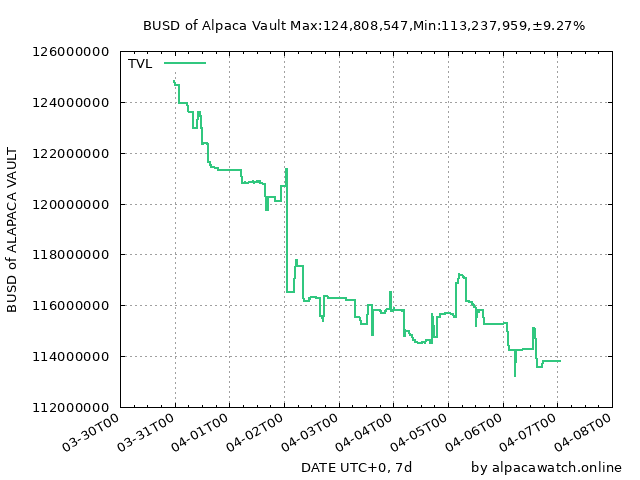 BUSD of Alpaca Vault Max:124,808,547,Min:113,237,959,±9.27%
126000000
TVL
124000000
122000000
120000000
118000000
116000000
114000000
112000000
BUSD of ALAPACA VAULT
03-30T00
03-31T00
04-01T00
04-02T00
04-03T00
04-04T00
04-05T00
04-06T00
04-07T00
04-08T00
DATE UTC+0, 7d
by alpacawatch.online